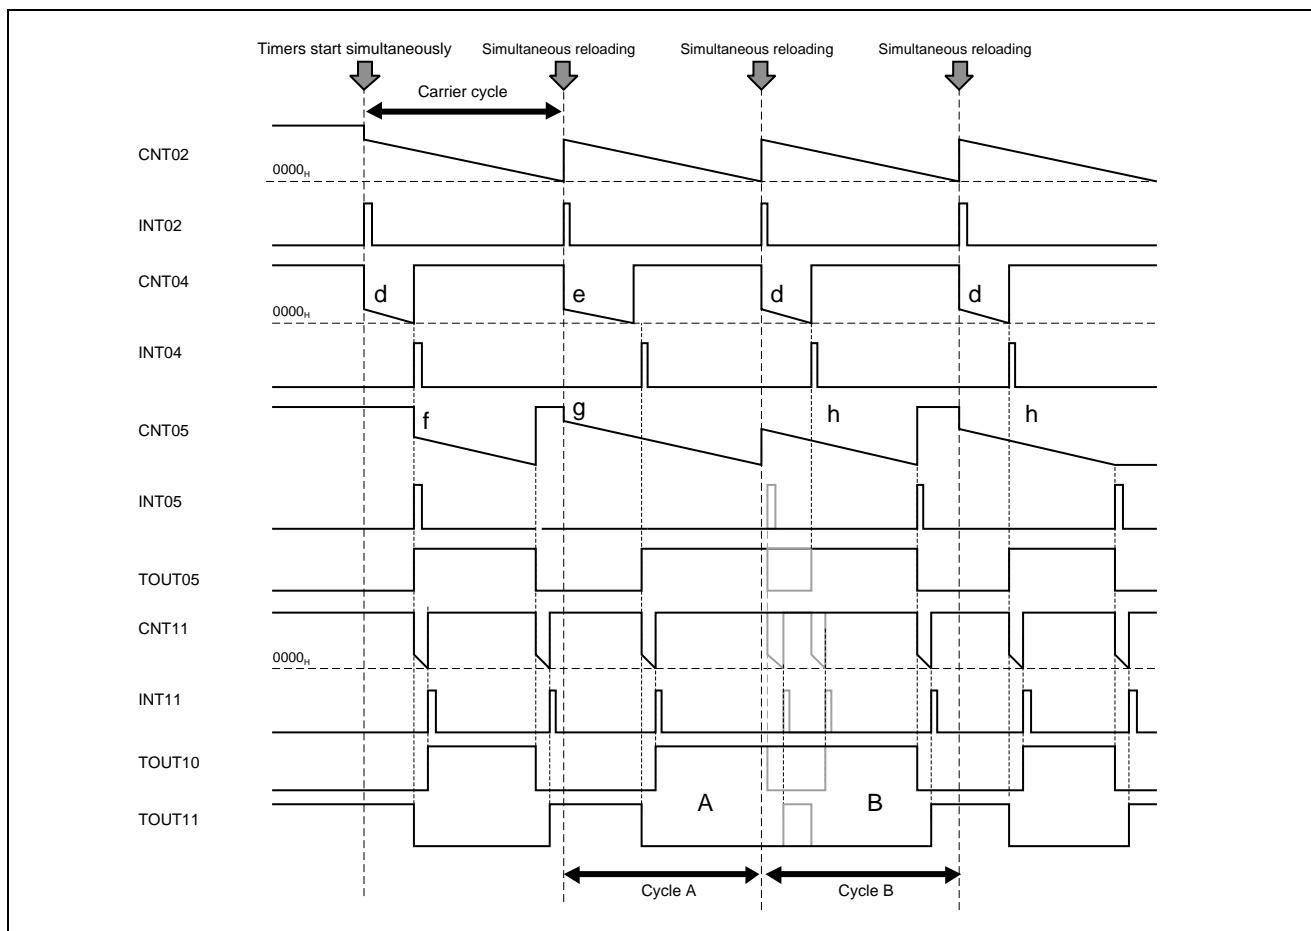 Timers start simultaneously Simultaneous reloading Simultaneous reloading Simultaneous reloading
Carrier cycle
CNT02
0000H
INT02
CNT04
d e d d
0000H
INT04
CNT05
f g h h
INT05
TOUT05
CNT11
0000H
INT11
TOUT10
A B
TOUT11
Cycle A Cycle B